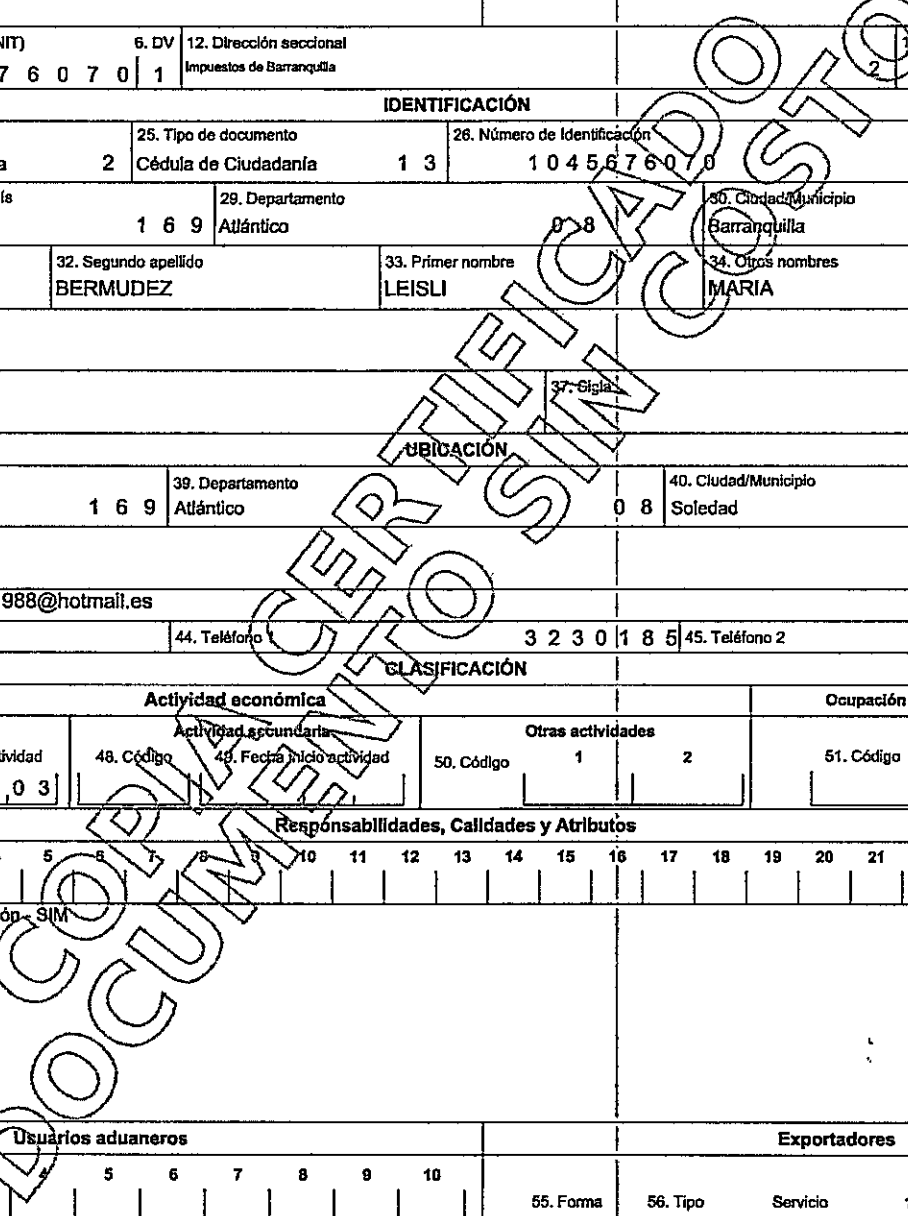 NIT) 6. DV 12. Dirección seccional
7 6 0 7 0 1 Impuestos de Barranquilla 2
IDENTIFICACIÓN
25. Tipo de documento 26. Número de Identificación
a 2 Cédula de Ciudadanía 1 3 1 0 4 5 6 7 6 0 7 0
ís 29. Departamento 30. Ciudad/Municipio
1 6 9 Atlántico 0 8 Barranquilla
32. Segundo apellido 33. Primer nombre 34. Otros nombres
BERMUDEZ LEISLI MARIA
37. Sigla
UBICACIÓN
39. Departamento 40. Ciudad/Municipio
1 6 9 Atlántico 0 8 Soledad
988@hotmail.es
44. Teléfono 1 3 2 3 0 1 8 5 45. Teléfono 2
CLASIFICACIÓN
Actividad económica Ocupación
Actividad secundaria Otras actividades
tividad 48. Código 49. Fecha inicio actividad 50. Código 1 2 51. Código
0 3
Responsabilidades, Calidades y Atributos
5 6 7 8 9 10 11 12 13 14 15 16 17 18 19 20 21
ón - SIM
Usuarios aduaneros Exportadores
4 5 6 7 8 9 10
55. Forma 56. Tipo Servicio 1
COPIA CERTIFICADO
DOCUMENTO SIN COSTO